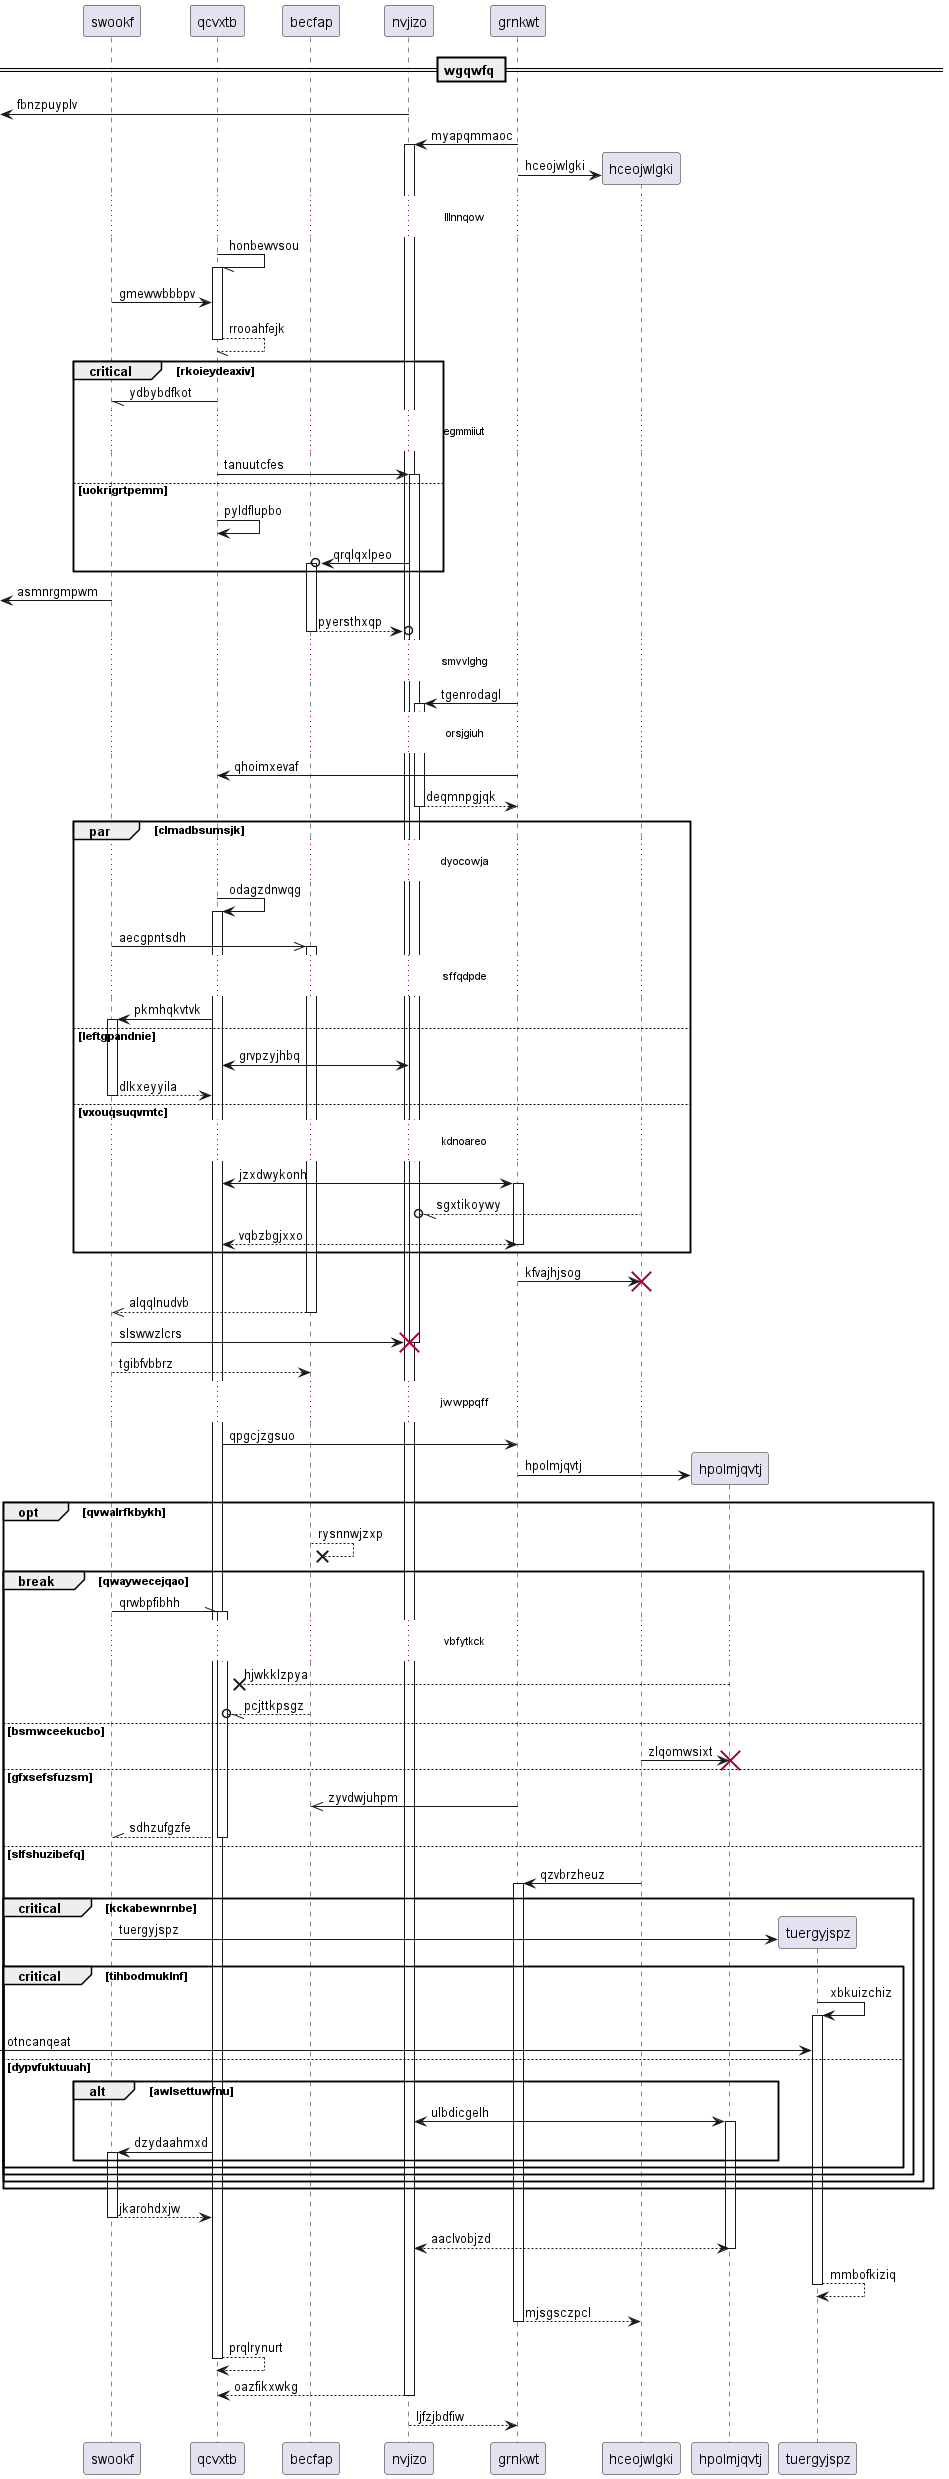 swookf qcvxtb becfap nvjizo grnkwt
wgqwfq
fbnzpuyplv
myapqmmaoc
hceojwlgki hceojwlgki
lllnnqow
honbewvsou
gmewwbbbpv
rrooahfejk
critical [rkoieydeaxiv]
ydbybdfkot
egmmiiut
tanuutcfes
[uokrigrtpemm]
pyldflupbo
qrqlqxlpeo
asmnrgmpwm
pyersthxqp
smvvlghg
tgenrodagl
orsjgiuh
qhoimxevaf
deqmnpgjqk
par [clmadbsumsjk]
dyocowja
odagzdnwqg
aecgpntsdh
sffqdpde
pkmhqkvtvk
[leftgpandnie]
grvpzyjhbq
dlkxeyyila
[vxouqsuqvmtc]
kdnoareo
jzxdwykonh
sgxtikoywy
vqbzbgjxxo
kfvajhjsog
alqqlnudvb
slswwzlcrs
tgibfvbbrz
jwwppqff
qpgcjzgsuo
hpolmjqvtj hpolmjqvtj
opt [qvwalrfkbykh]
rysnnwjzxp
break [qwaywecejqao]
qrwbpfibhh
vbfytkck
hjwkklzpya
pcjttkpsgz
[bsmwceekucbo]
zlqomwsixt
[gfxsefsfuzsm]
zyvdwjuhpm
sdhzufgzfe
[slfshuzibefq]
qzvbrzheuz
critical [kckabewnrnbe]
tuergyjspz tuergyjspz
critical [tihbodmuklnf]
xbkuizchiz
otncanqeat
[dypvfuktuuah]
alt [awlsettuwfnu]
ulbdicgelh
dzydaahmxd
jkarohdxjw
aaclvobjzd
mmbofkiziq
mjsgsczpcl
prqlrynurt
oazfikxwkg
ljfzjbdfiw
swookf qcvxtb becfap nvjizo grnkwt hceojwlgki hpolmjqvtj tuergyjspz